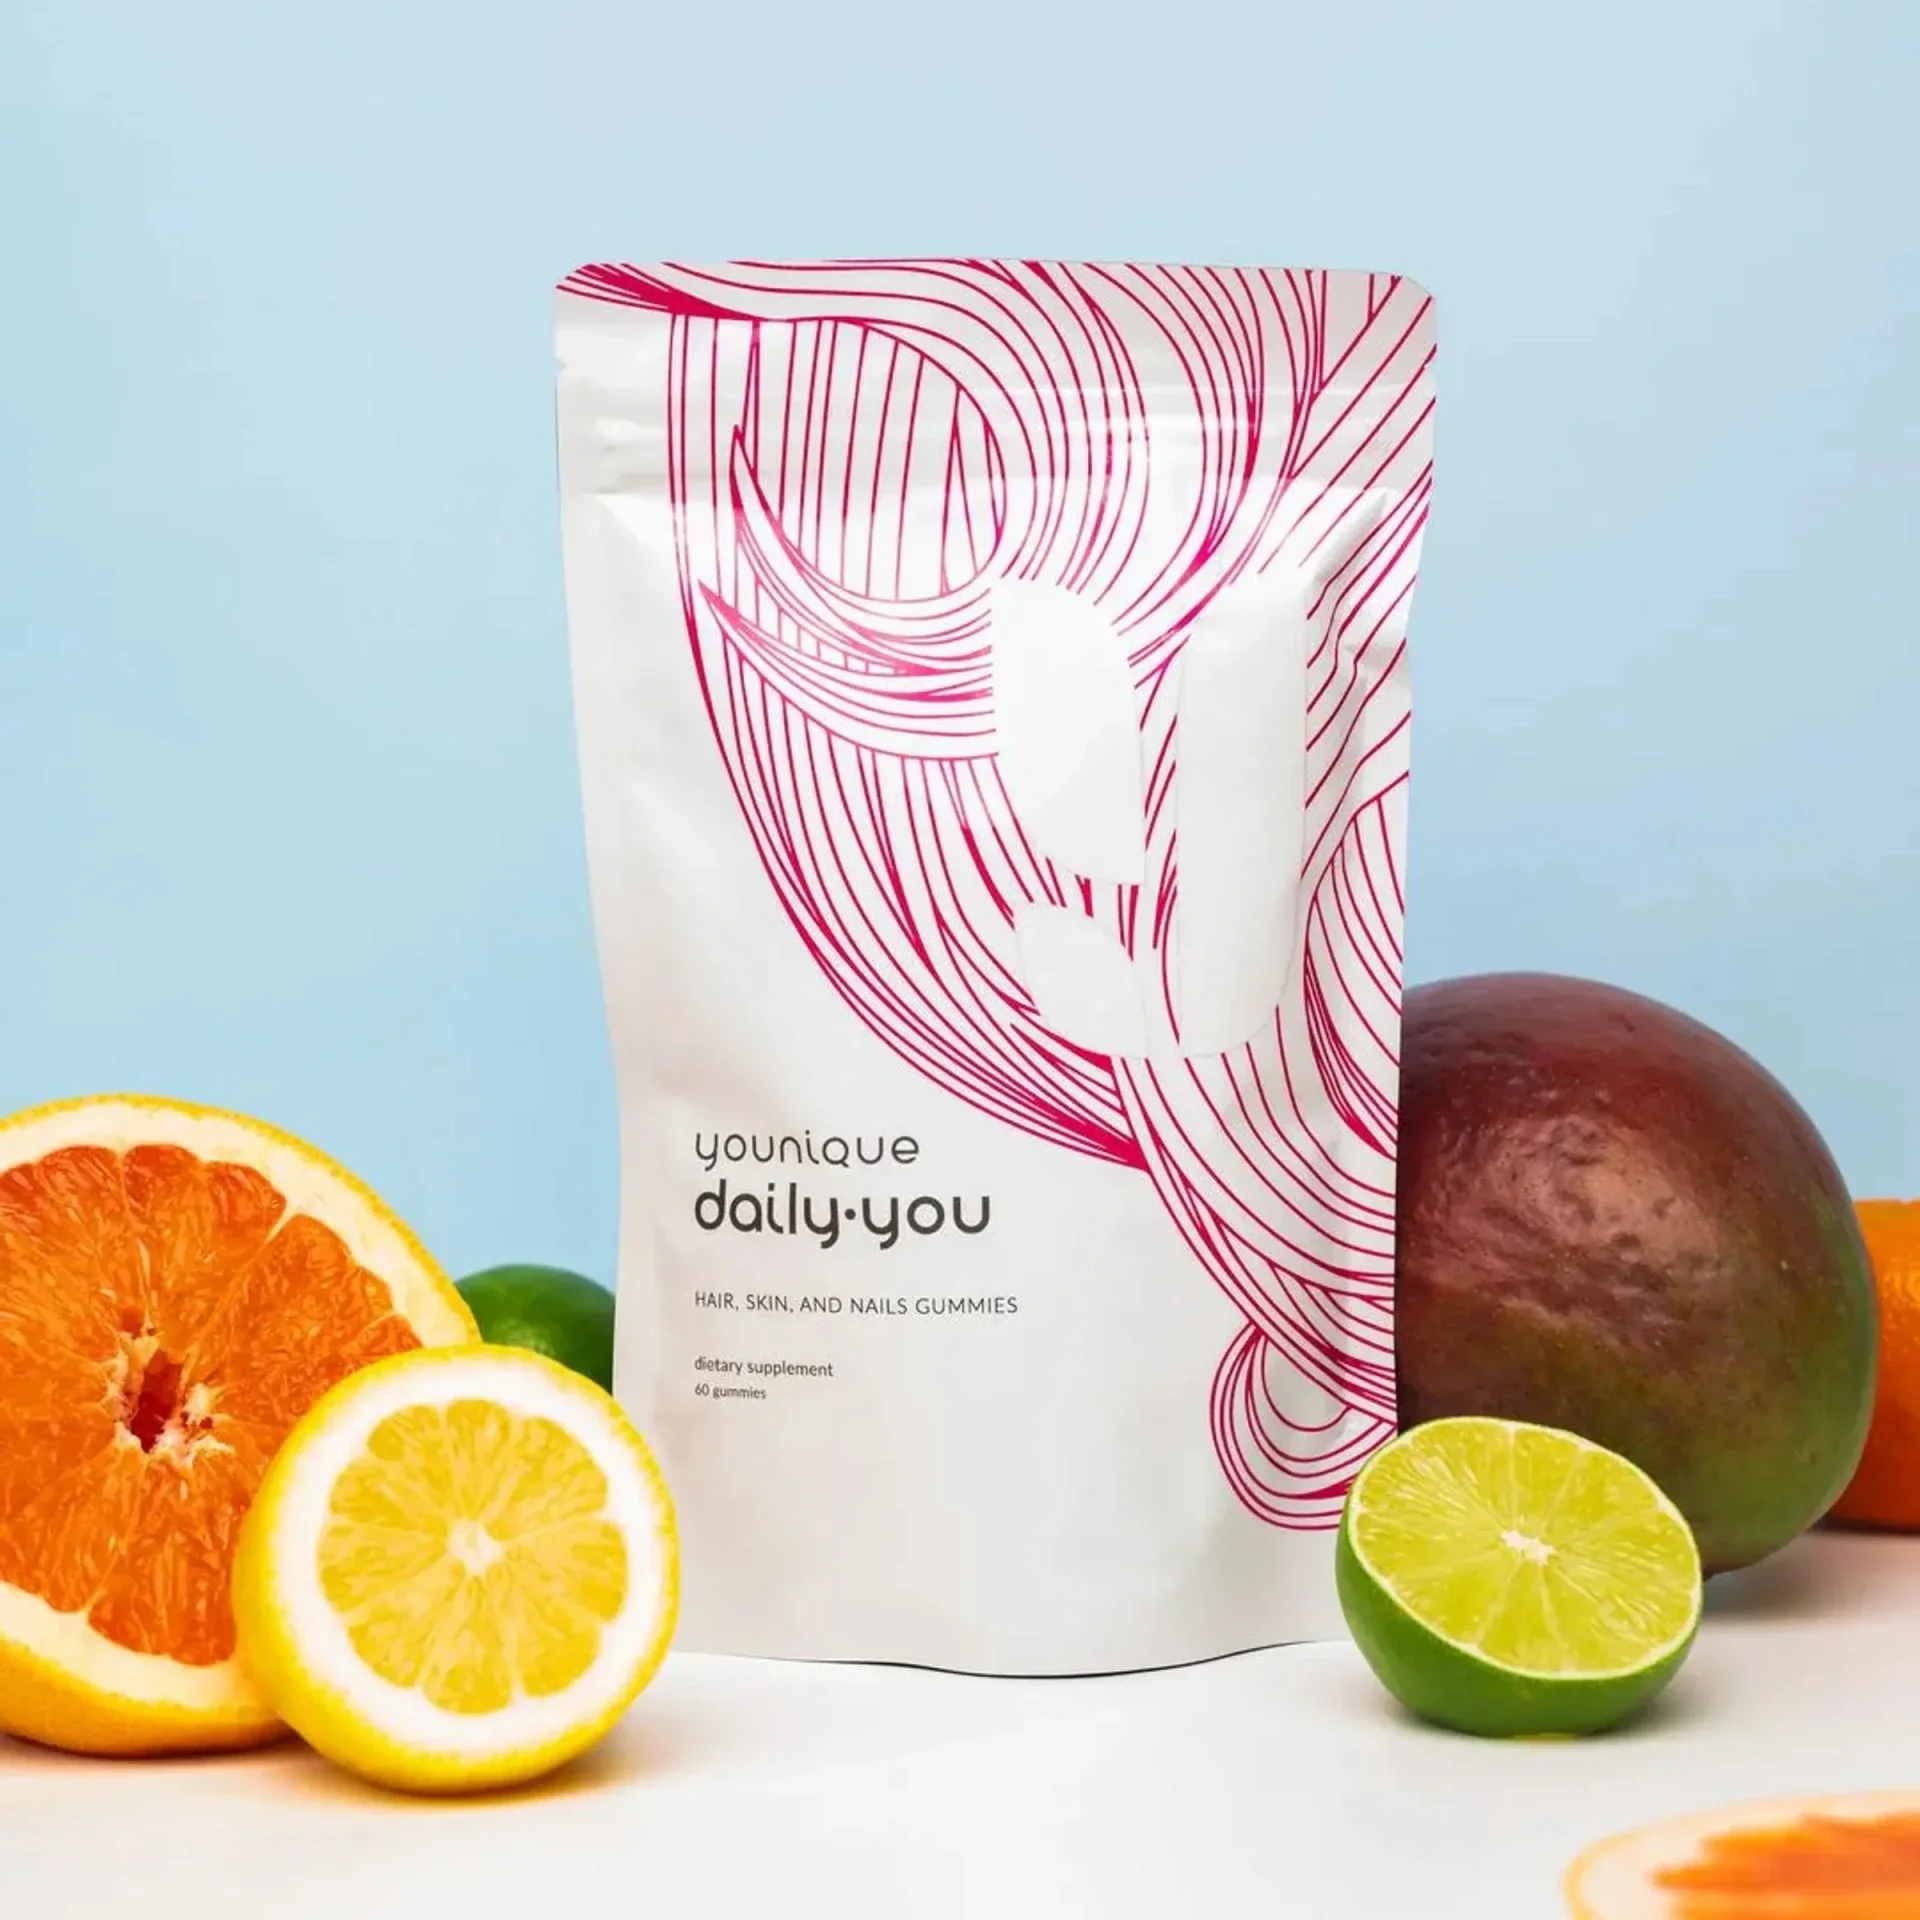 younique
daily·you
HAIR, SKIN, AND NAILS GUMMIES
dietary supplement
60 gummies